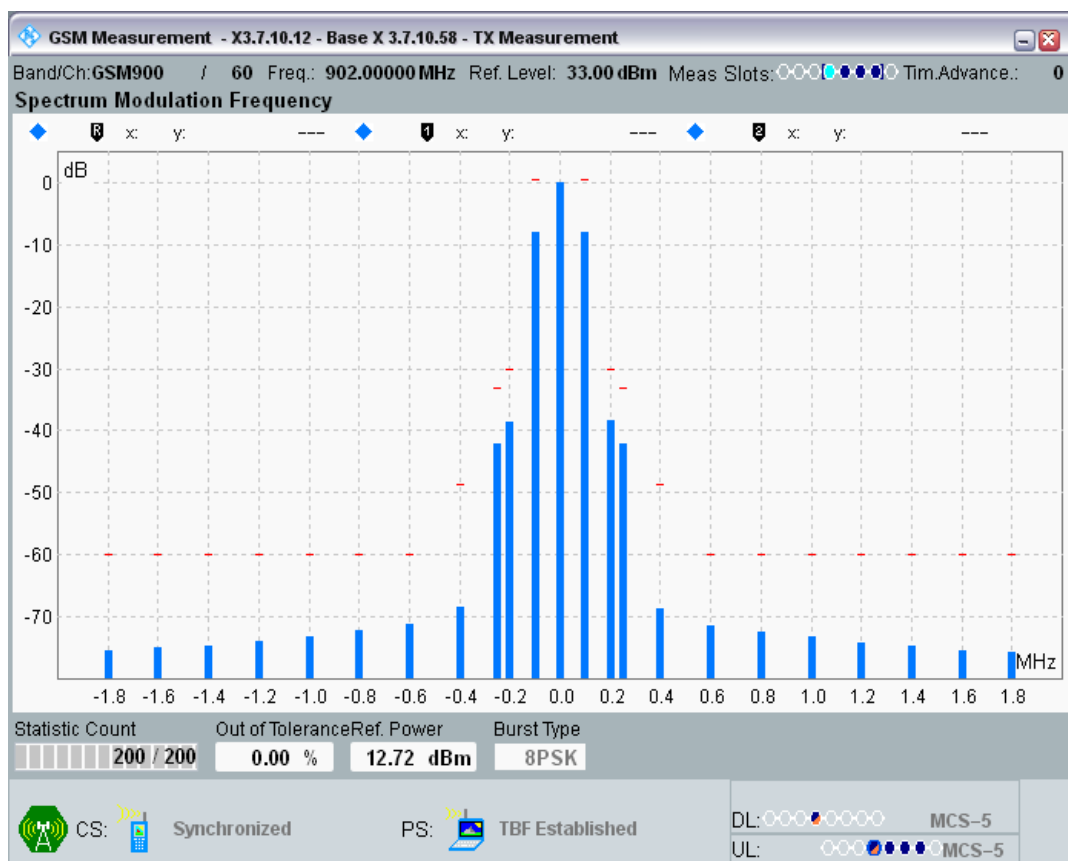 GSM Measurement - X3.7.10.12 - Base X 3.7.10.58 - TX Measurement
Band/Ch:GSM900 / 60 Freq.: 902.00000 MHz Ref. Level: 33.00 dBm Meas Slots: Tim.Advance.: 0
Spectrum Modulation Frequency
R x: y: --- 1 x: y: --- 2 x: y: ---
dB
0
-10
-20
-30
-40
-50
-60
-70
MHz
-1.8 -1.6 -1.4 -1.2 -1.0 -0.8 -0.6 -0.4 -0.2 0.0 0.2 0.4 0.6 0.8 1.0 1.2 1.4 1.6 1.8
Statistic Count Out of Tolerance Ref. Power Burst Type
200 / 200 0.00 % 12.72 dBm 8PSK
CS: Synchronized PS: TBF Established
DL: MCS-5
UL: MCS-5